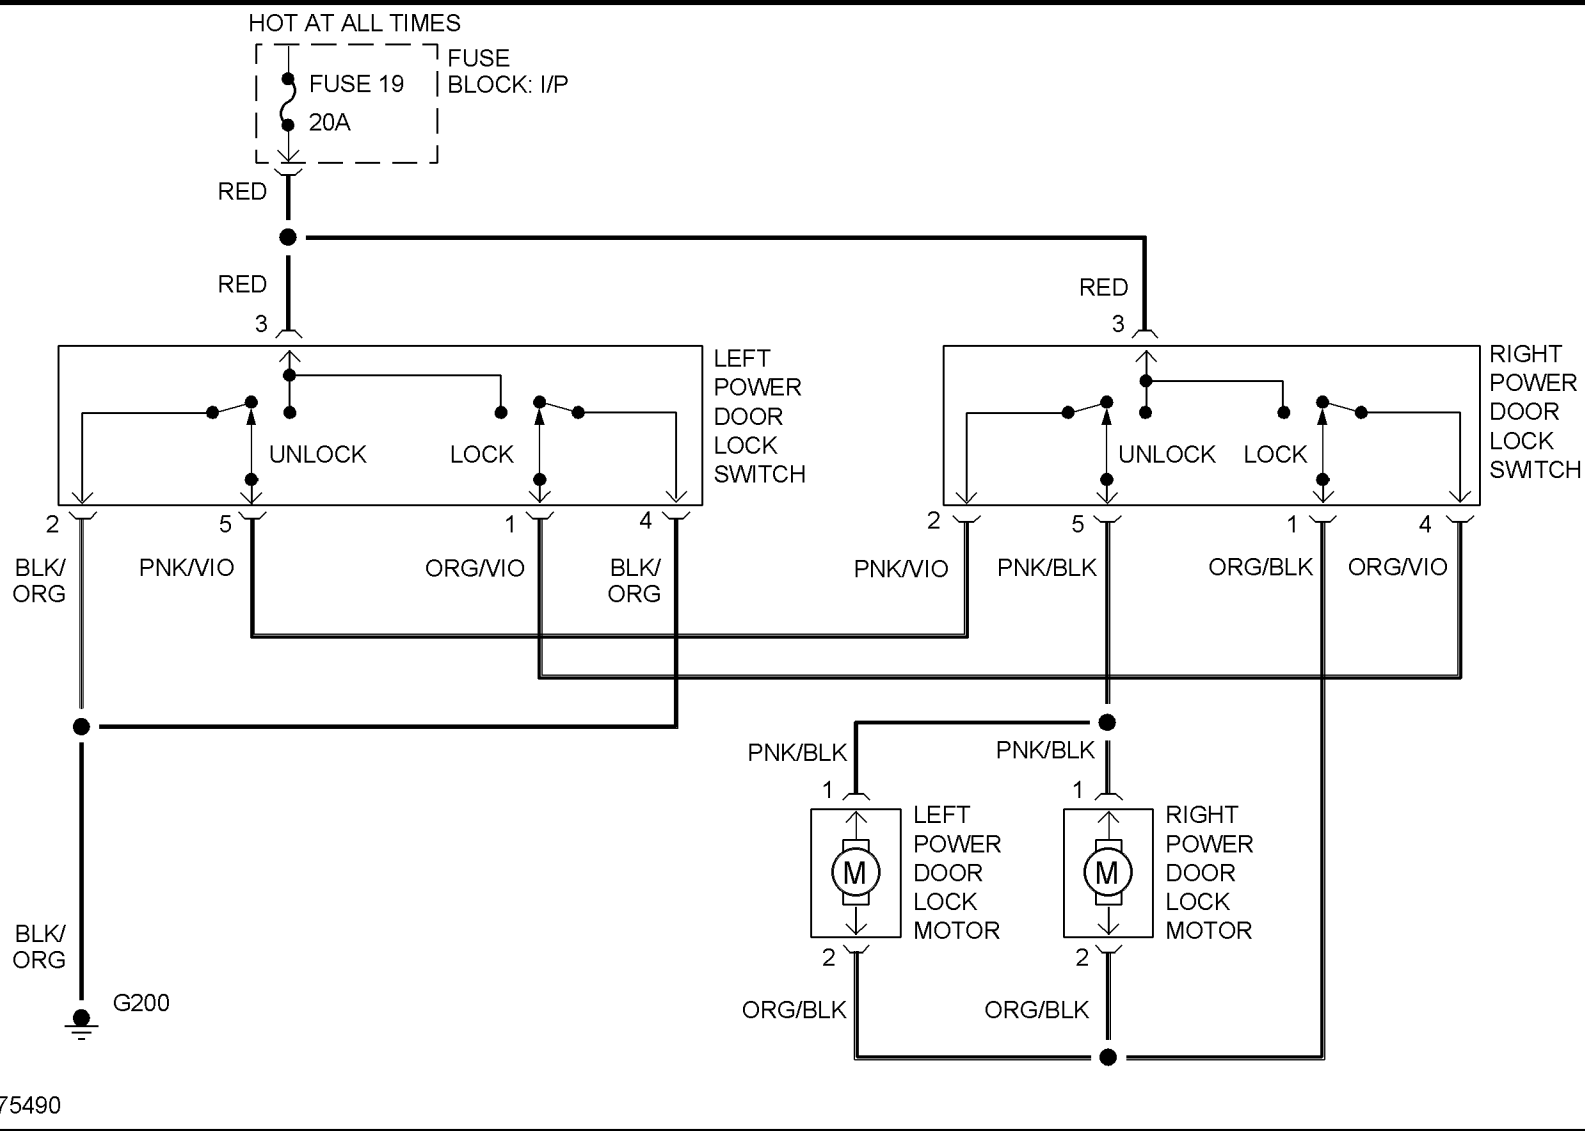 HOT AT ALL TIMES
FUSE
BLOCK: I/P
FUSE 19
20A
RED
RED
RED
3
3
LEFT
POWER
DOOR
LOCK
SWITCH
RIGHT
POWER
DOOR
LOCK
SWITCH
UNLOCK
LOCK
UNLOCK
LOCK
2
5
1
4
2
5
1
4
BLK/
ORG
PNK/VIO
ORG/VIO
BLK/
ORG
PNK/VIO
PNK/BLK
ORG/BLK
ORG/VIO
PNK/BLK
PNK/BLK
1
1
LEFT
POWER
DOOR
LOCK
MOTOR
RIGHT
POWER
DOOR
LOCK
MOTOR
M
M
2
2
BLK/
ORG
G200
ORG/BLK
ORG/BLK
75490